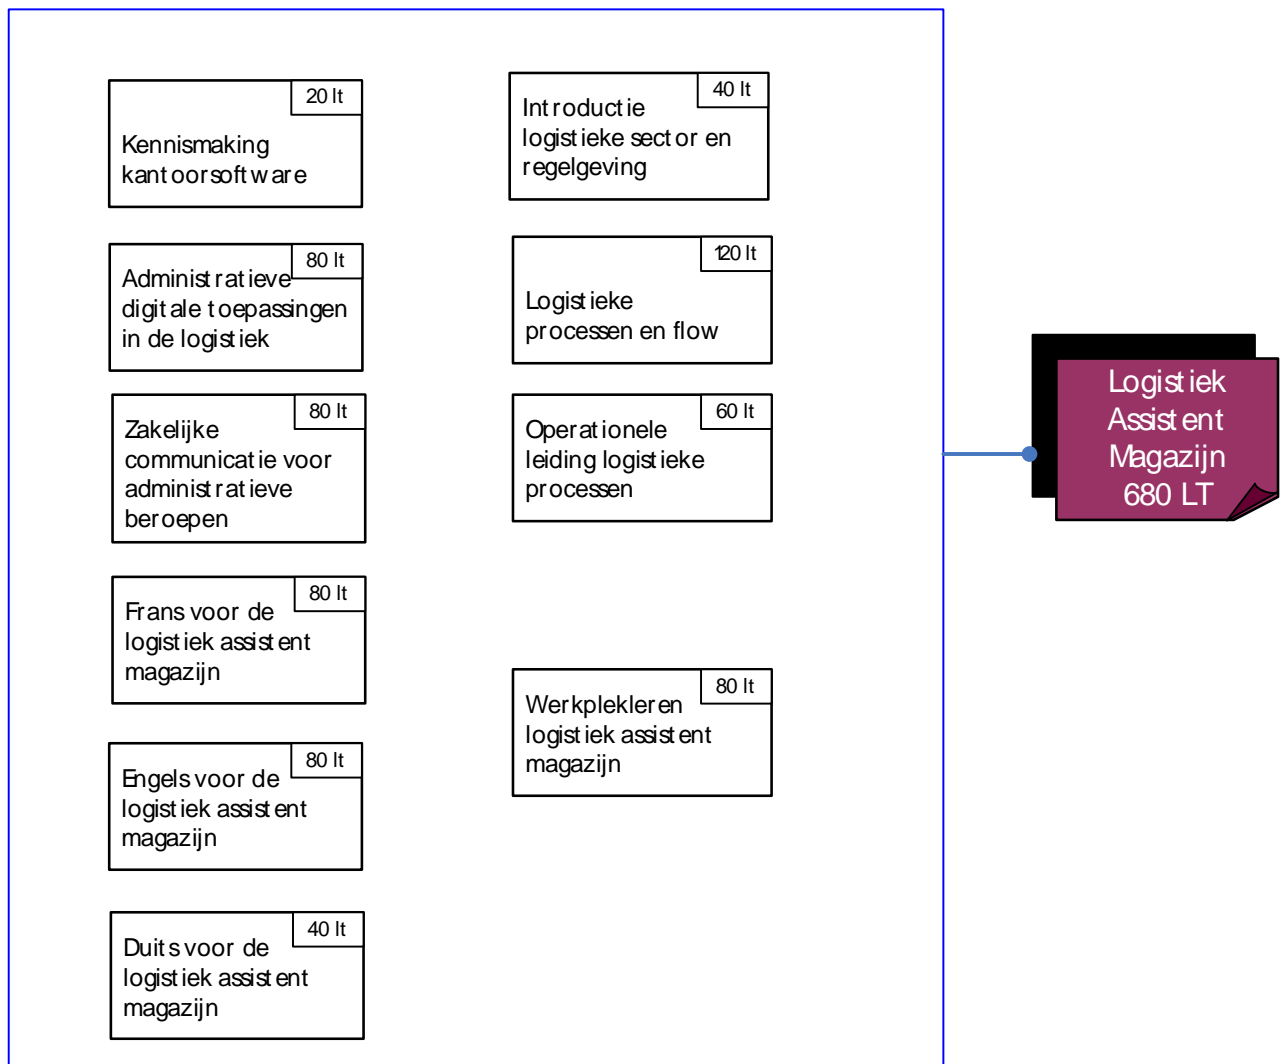 20 lt
Kennismaking
kantoorsoftware
80 lt
Administratieve
digitale toepassingen
in de logistiek
80 lt
Zakelijke
communicatie voor
administratieve
beroepen
80 lt
Frans voor de
logistiek assistent
magazijn
80 lt
Engels voor de
logistiek assistent
magazijn
40 lt
Duits voor de
logistiek assistent
magazijn
40 lt
Introductie
logistieke sector en
regelgeving
120 lt
Logistieke
processen en flow
60 lt
Operationele
leiding logistieke
processen
80 lt
Werkplekleren
logistiek assistent
magazijn
Logistiek
Assistent
Magazijn
680 LT